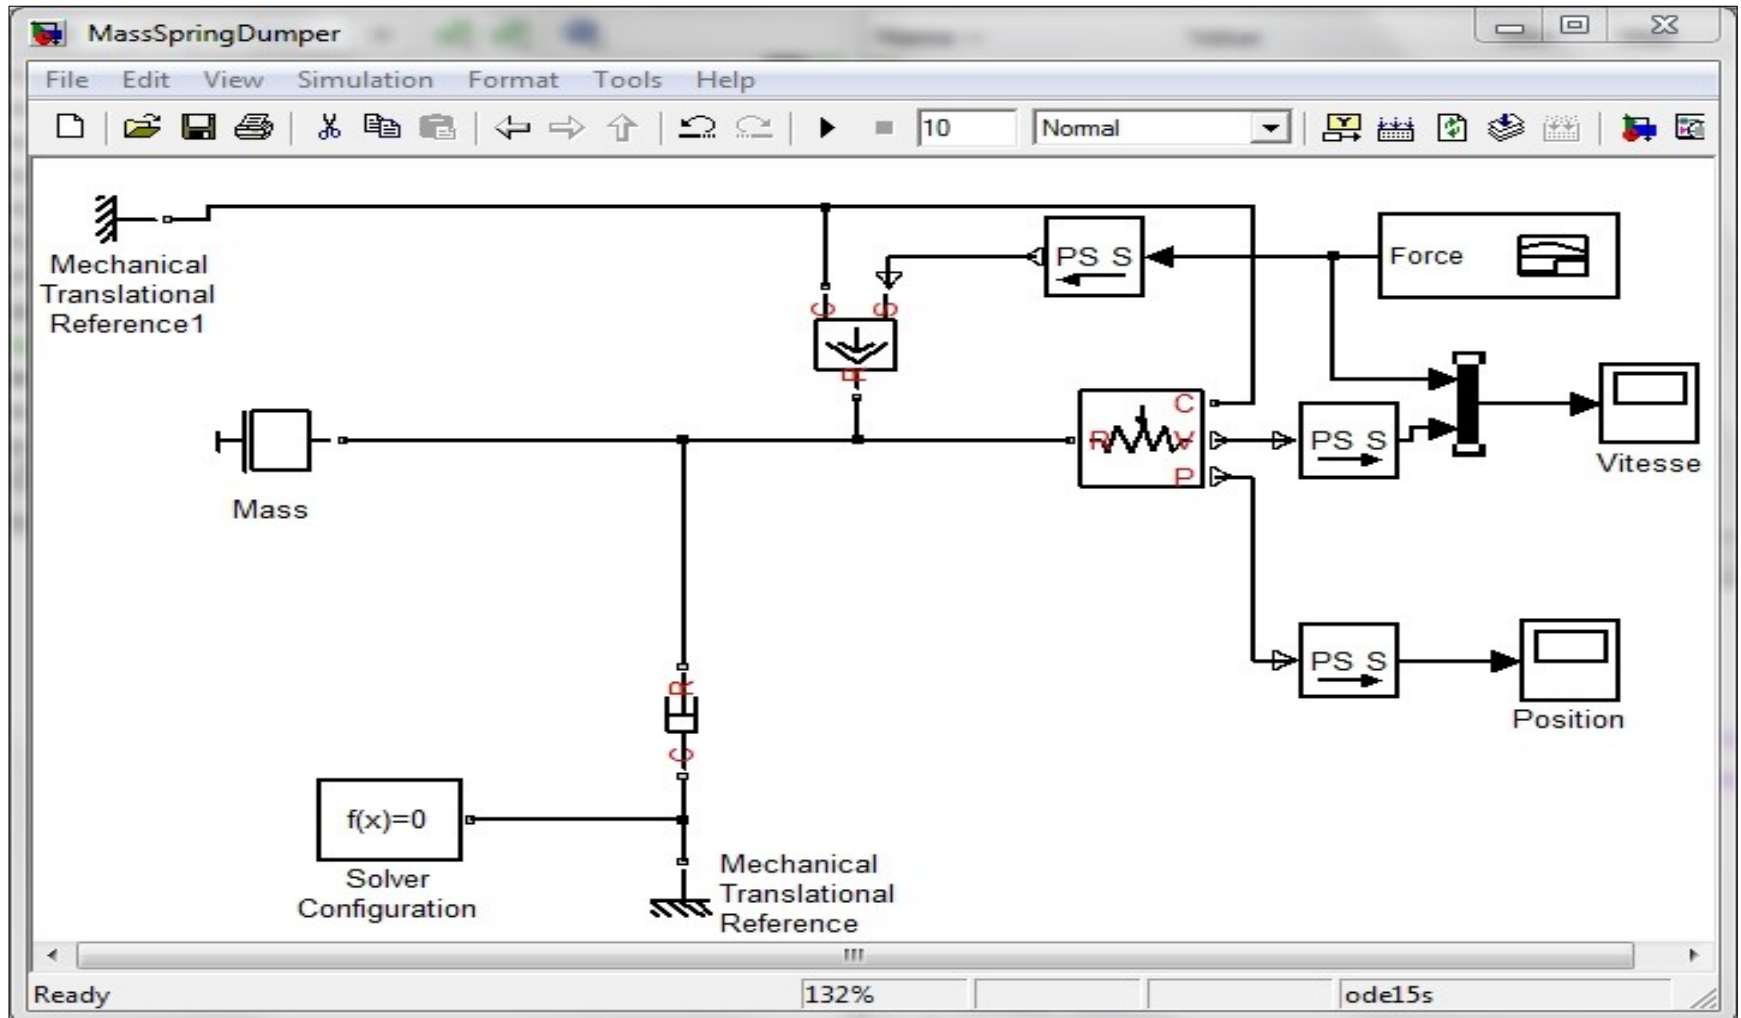 MassSpringDumper
File Edit View Simulation Format Tools Help
10
Normal
Mechanical
Translational
Reference1
PS S
Force
C
S
R
C
R
V
P
PS S
Vitesse
Mass
PS S
Position
R
C
f(x)=0
Solver
Configuration
Mechanical
Translational
Reference
Ready
132%
ode15s